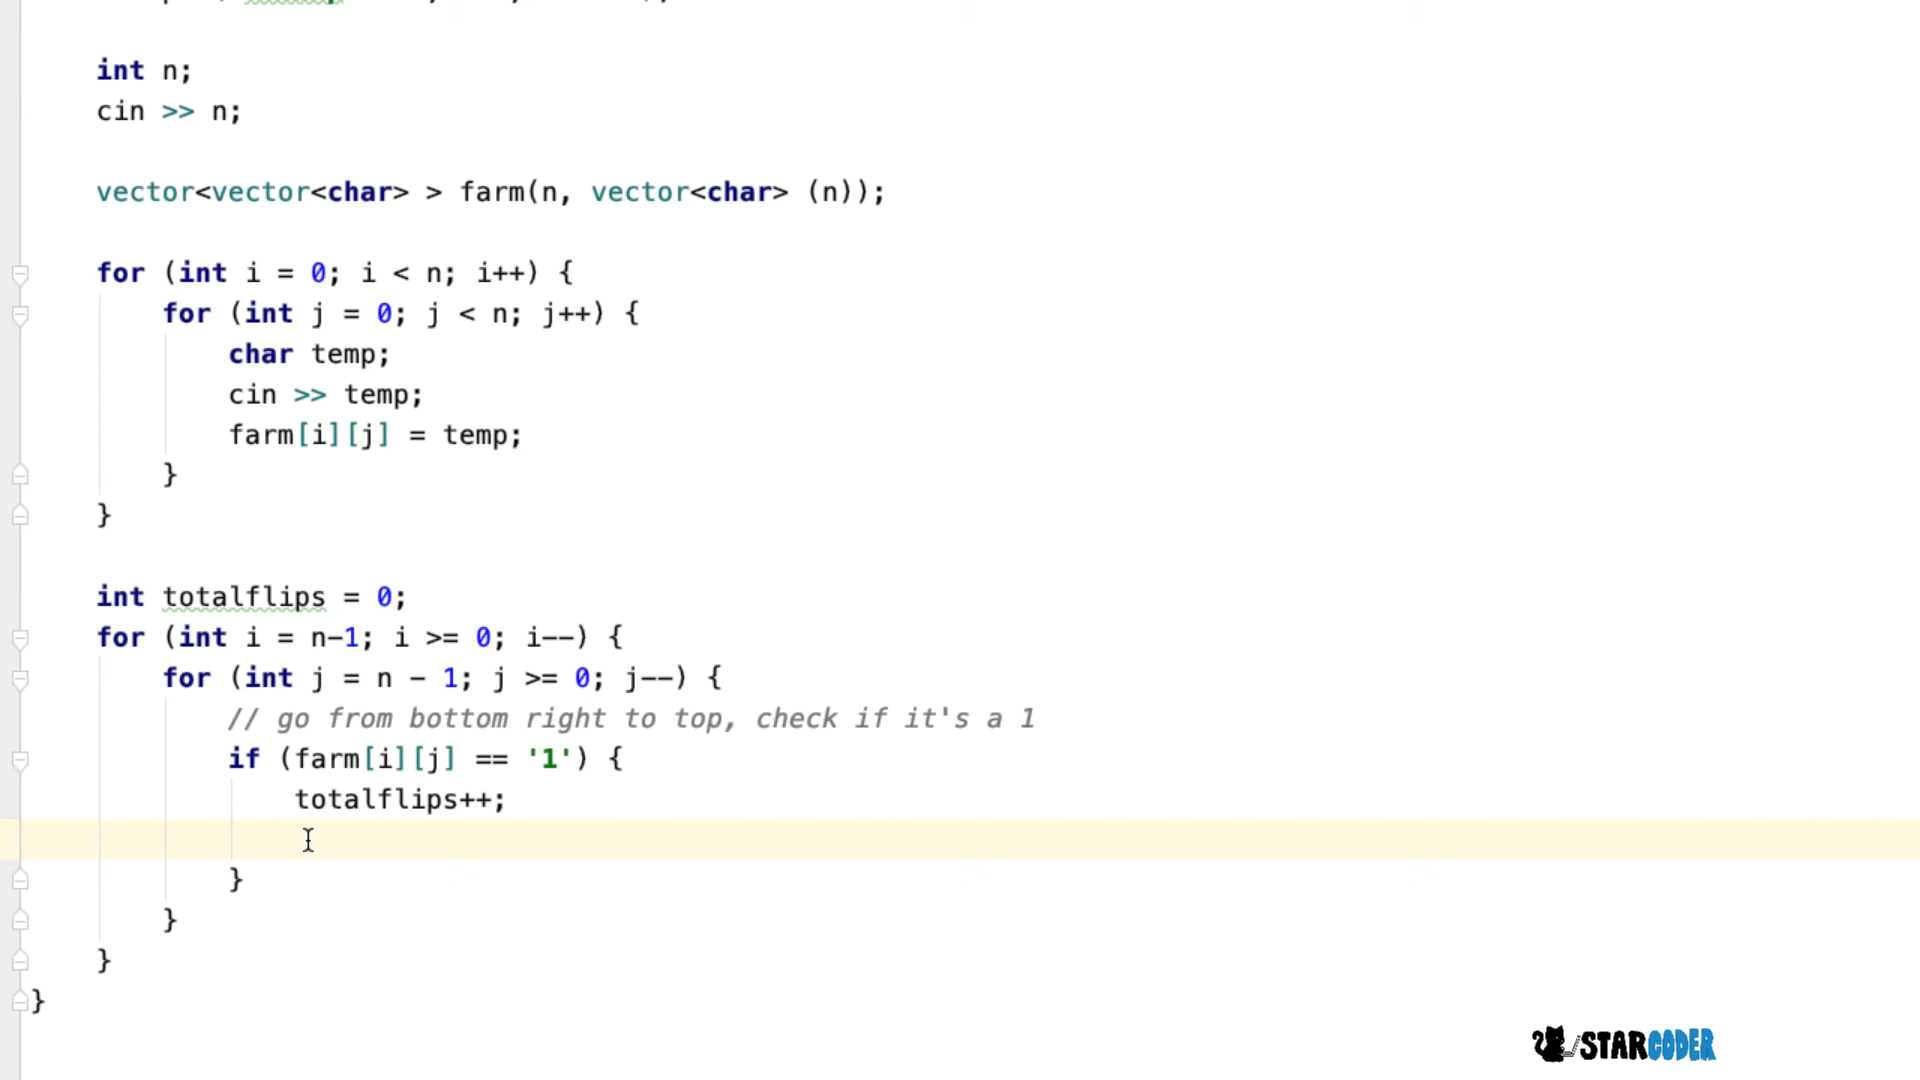 int n;
cin >> n;
vector<vector<char> > farm(n, vector<char> (n));
for (int i = 0; i < n; i++) {
for (int j = 0; j < n; j++) {
char temp;
cin >> temp;
farm[i][j] = temp;
}
}
int totalflips = 0;
for (int i = n-1; i >= 0; i--) {
for (int j = n - 1; j >= 0; j--) {
// go from bottom right to top, check if it's a 1
if (farm[i][j] == '1') {
totalflips++;
}
}
}
}
STARCODER